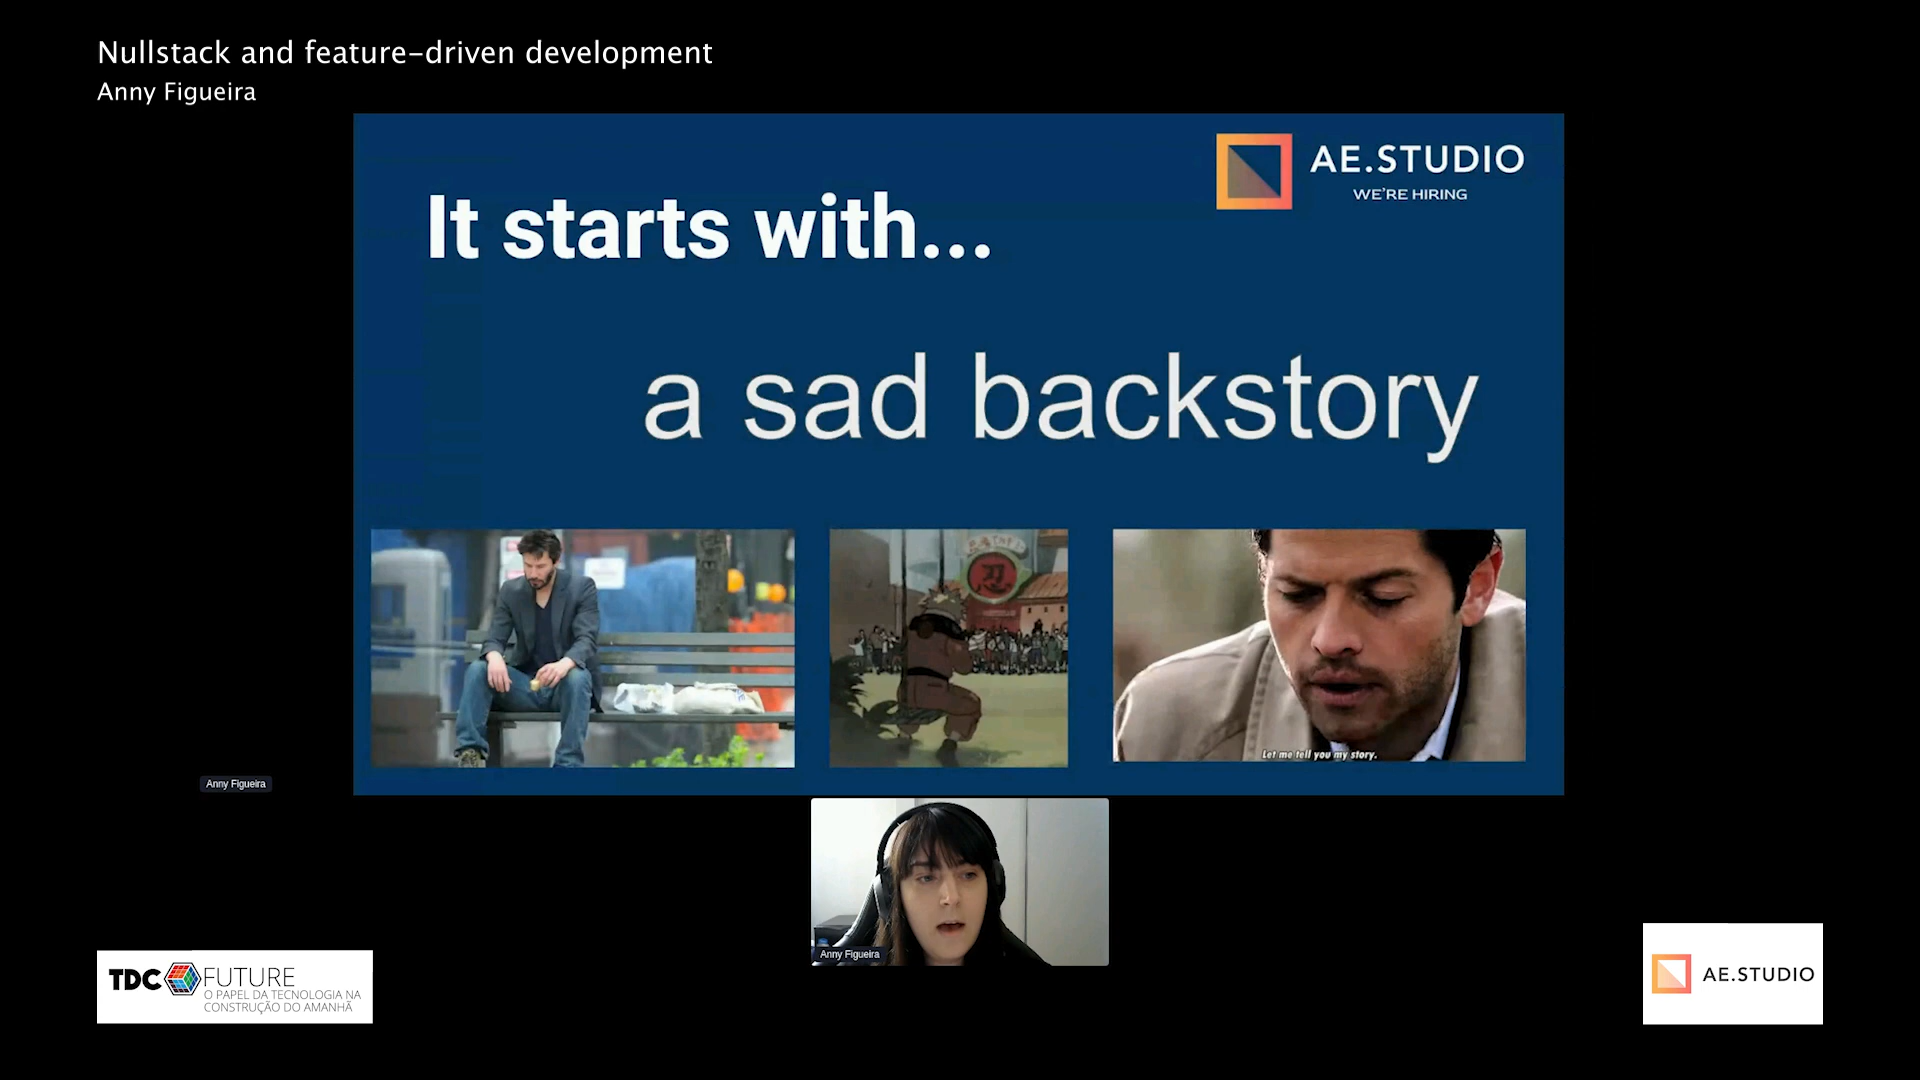 Nullstack and feature-driven development
Anny Figueira
AE.STUDIO
WE'RE HIRING
It starts with...
a sad backstory
忍
Let me tell you my story.
Anny Figueira
Anny Figueira
TDC FUTURE
O PAPEL DA TECNOLOGIA NA
CONSTRUÇÃO DO AMANHÃ
AE.STUDIO